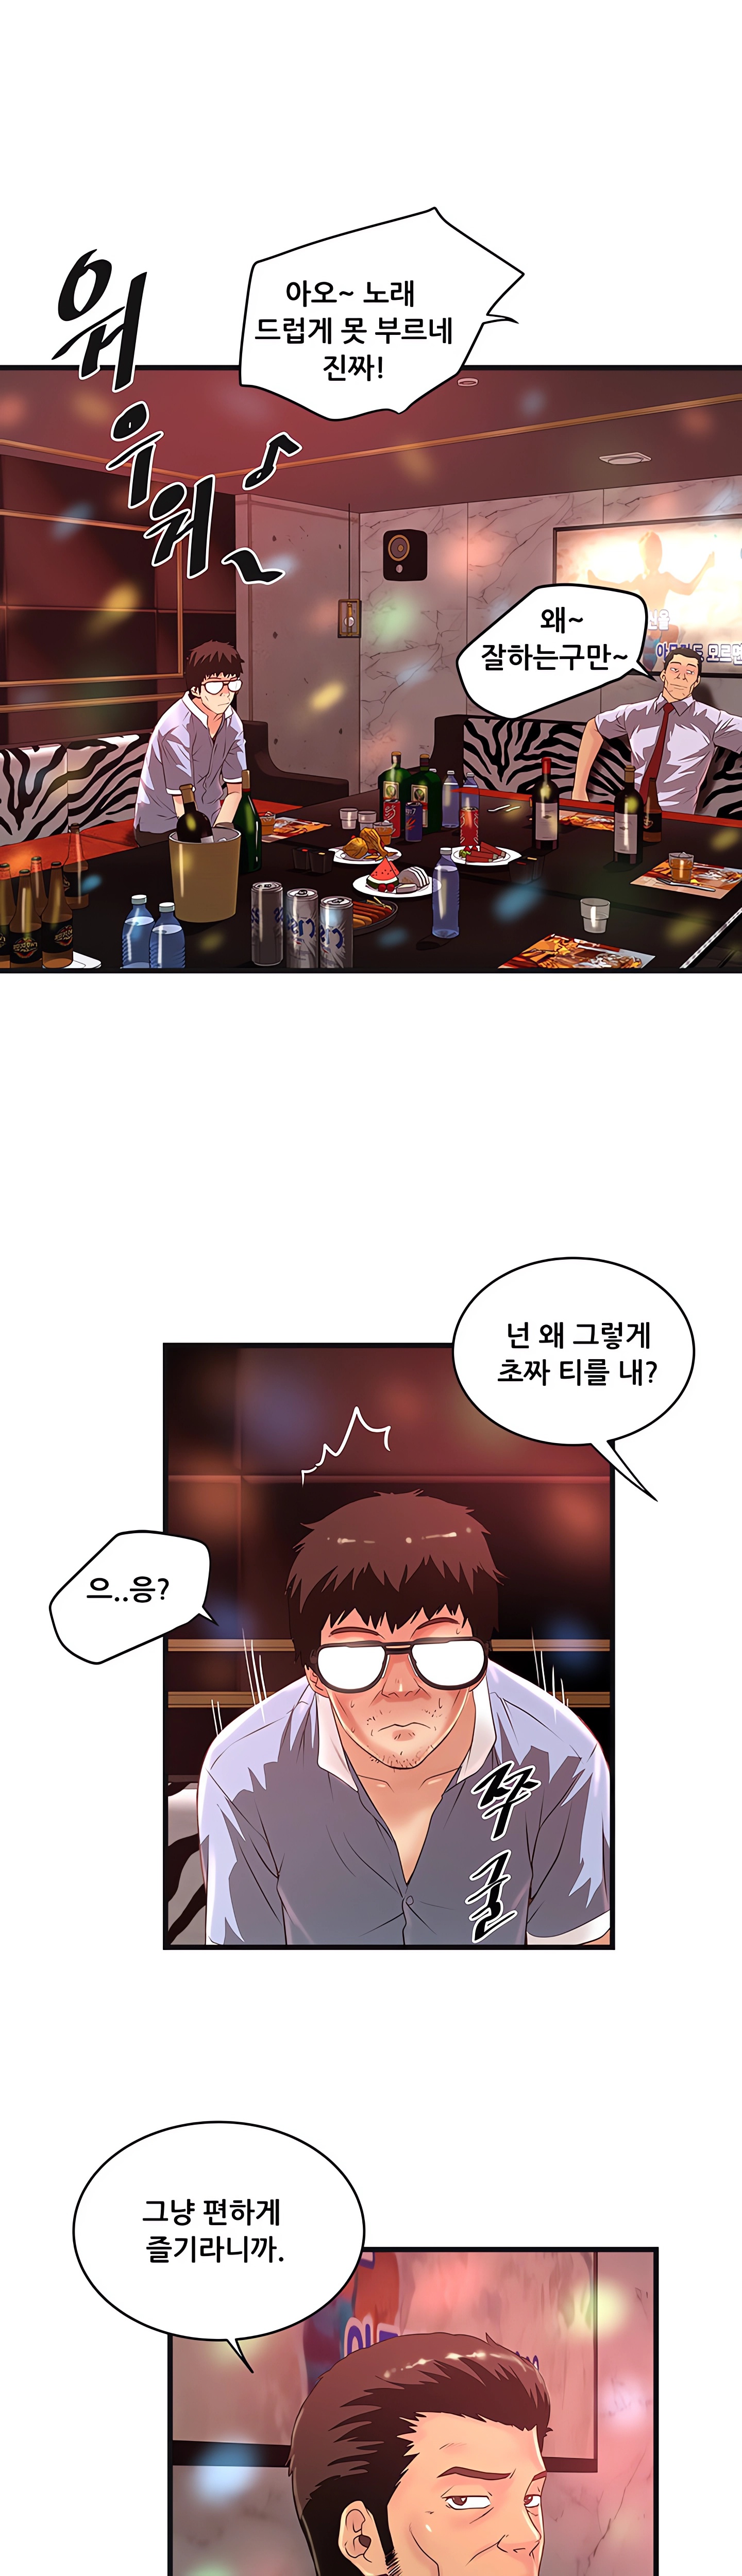 아오~ 노래
드럽게 못 부르네
진짜!
워
우
워~
왜~
잘하는구만~
넌 왜 그렇게
초짜 티를 내?
으..응?
쭈
굴
그냥 편하게
즐기라니까.